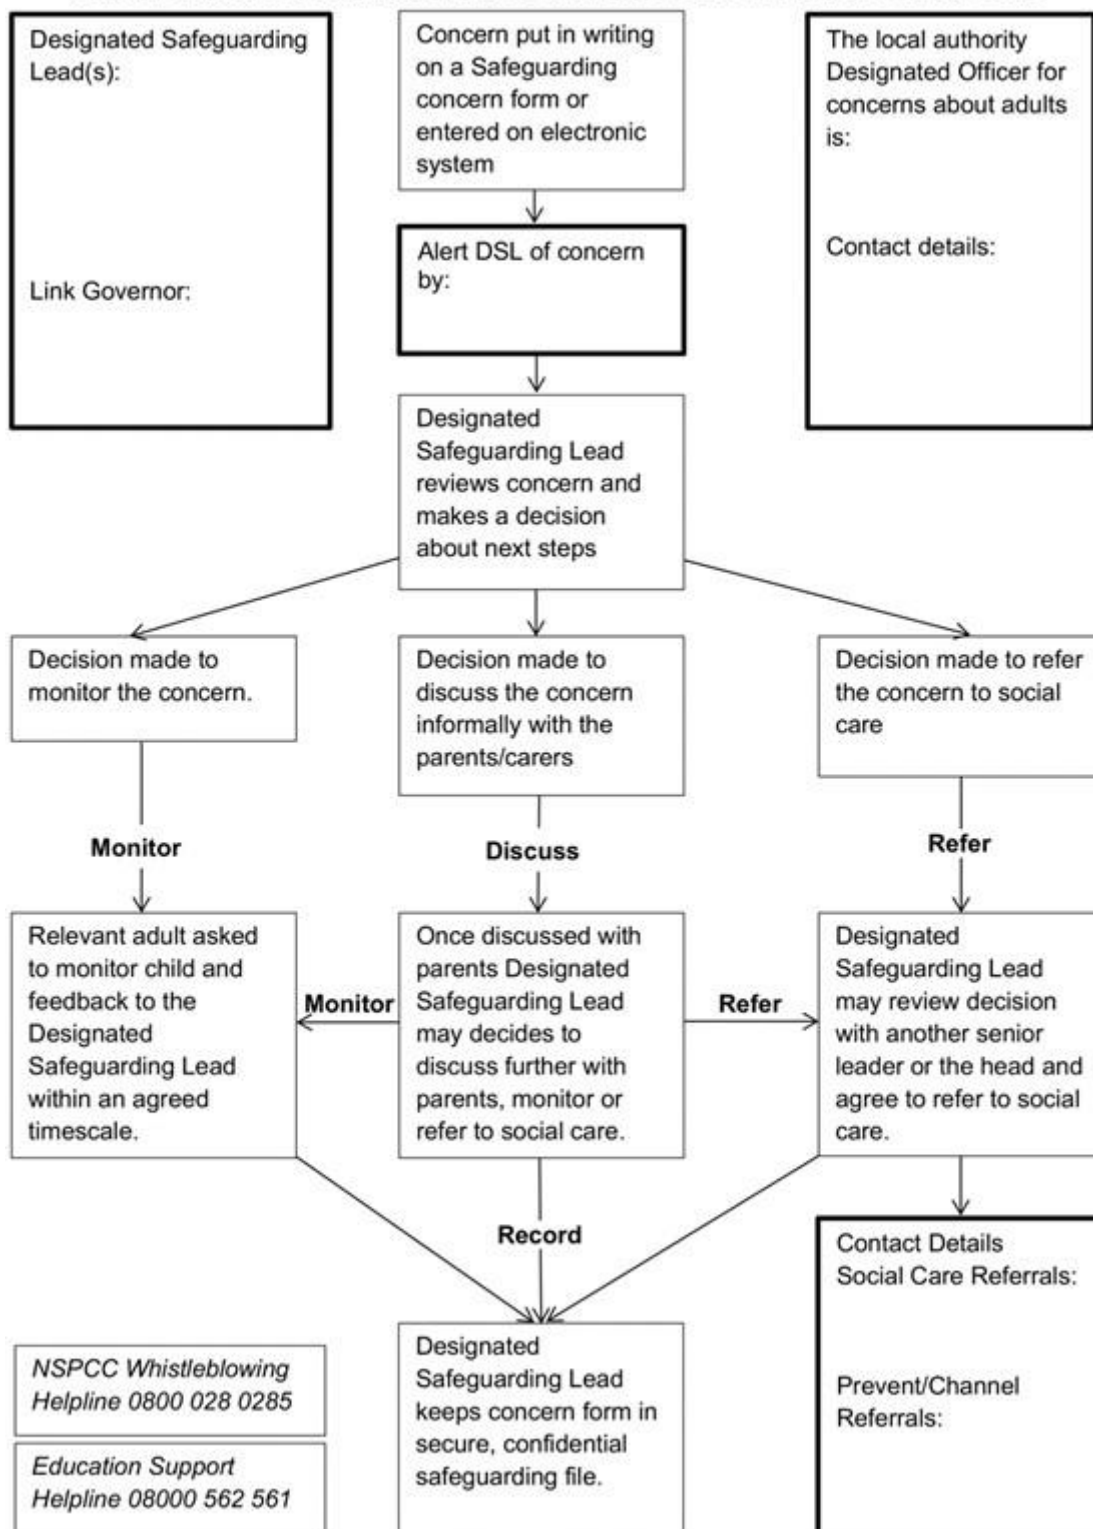 Designated Safeguarding
Lead(s):
Link Governor:
Concern put in writing
on a Safeguarding
concern form or
entered on electronic
system
The local authority
Designated Officer for
concerns about adults
is:
Contact details:
Alert DSL of concern
by:
Designated
Safeguarding Lead
reviews concern and
makes a decision
about next steps
Decision made to
monitor the concern.
Decision made to
discuss the concern
informally with the
parents/carers
Decision made to refer
the concern to social
care
Monitor
Discuss
Refer
Relevant adult asked
to monitor child and
feedback to the
Designated
Safeguarding Lead
within an agreed
timescale.
Monitor
Once discussed with
parents Designated
Safeguarding Lead
may decides to
discuss further with
parents, monitor or
refer to social care.
Refer
Designated
Safeguarding Lead
may review decision
with another senior
leader or the head and
agree to refer to social
care.
Record
Contact Details
Social Care Referrals:
Prevent/Channel
Referrals:
NSPCC Whistleblowing
Helpline 0800 028 0285
Education Support
Helpline 08000 562 561
Designated
Safeguarding Lead
keeps concern form in
secure, confidential
safeguarding file.